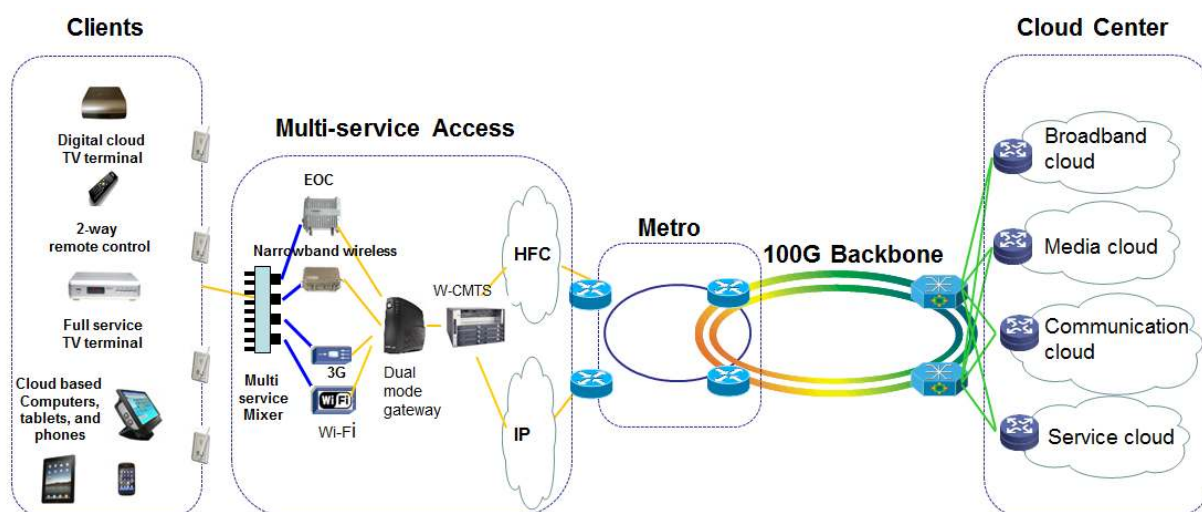 Clients
Cloud Center
Multi-service Access
Metro
100G Backbone
Digital cloud
TV terminal
2-way
remote control
Full service
TV terminal
Cloud based
Computers,
tablets, and
phones
EOC
Narrowband wireless
3G
WiFi
Wi-Fi
Multi
service
Mixer
Dual
mode
gateway
W-CMTS
HFC
IP
Broadband
cloud
Media cloud
Communication
cloud
Service cloud